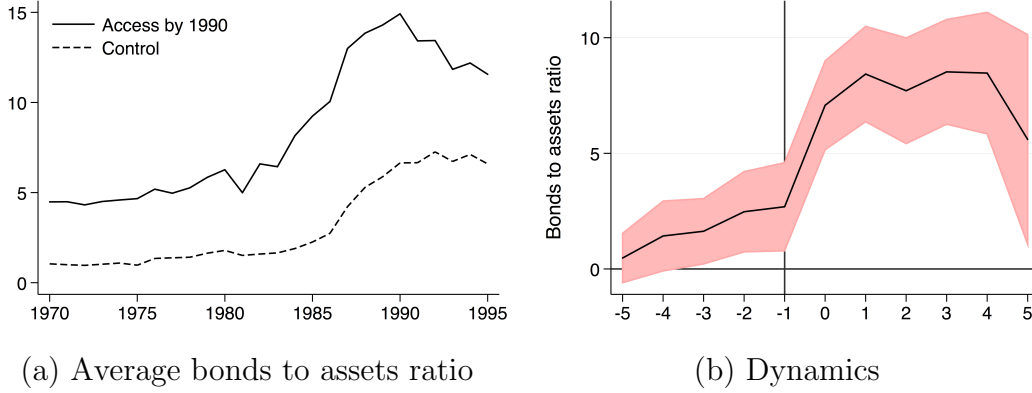 15
10
5
0
Access by 1990
Control
1970 1975 1980 1985 1990 1995
(a) Average bonds to assets ratio
Bonds to assets ratio
10
5
0
-5 -4 -3 -2 -1 0 1 2 3 4 5
(b) Dynamics